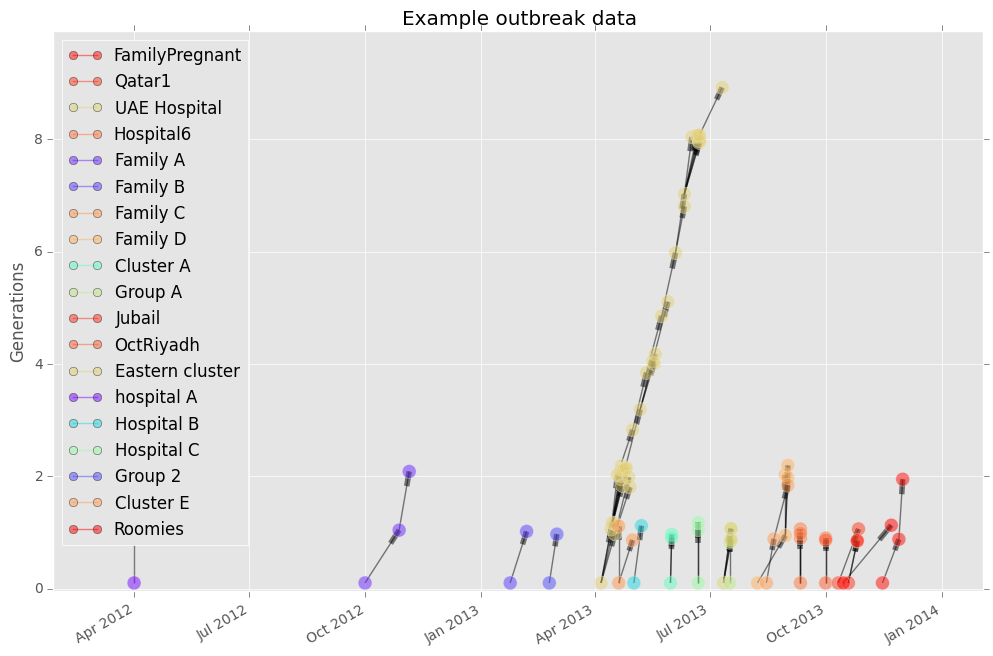 Example outbreak data
FamilyPregnant
Qatar1
UAE Hospital
Hospital6
Family A
Family B
Family C
Family D
Cluster A
Group A
Jubail
OctRiyadh
Eastern cluster
hospital A
Hospital B
Hospital C
Group 2
Cluster E
Roomies
Generations
8
6
4
2
0
Apr 2012
Jul 2012
Oct 2012
Jan 2013
Apr 2013
Jul 2013
Oct 2013
Jan 2014